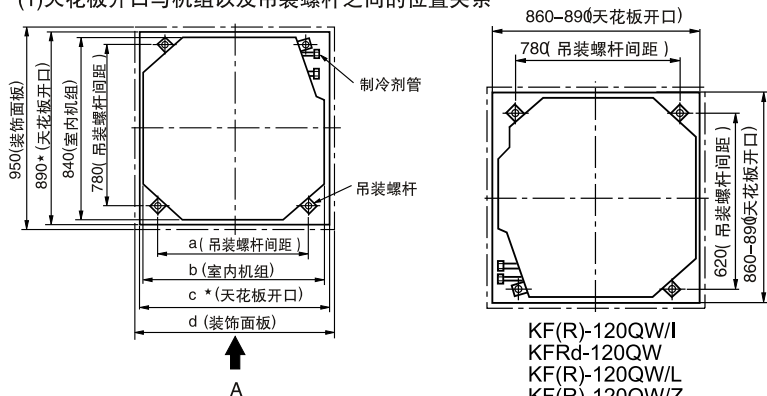 (1)天花板开口与机组以及吊装螺杆之间的位置关系
950(装饰面板)
890*(天花板开口)
840(室内机组)
780(吊装螺杆间距)
制冷剂管
吊装螺杆
a(吊装螺杆间距)
b(室内机组)
c *(天花板开口)
d (装饰面板)
A
860-890(天花板开口)
780(吊装螺杆间距)
620(吊装螺杆间距)
860-890(天花板开口)
KF(R)-120QW/I
KFRd-120QW
KF(R)-120QW/L
KF(R)-120QW/Z